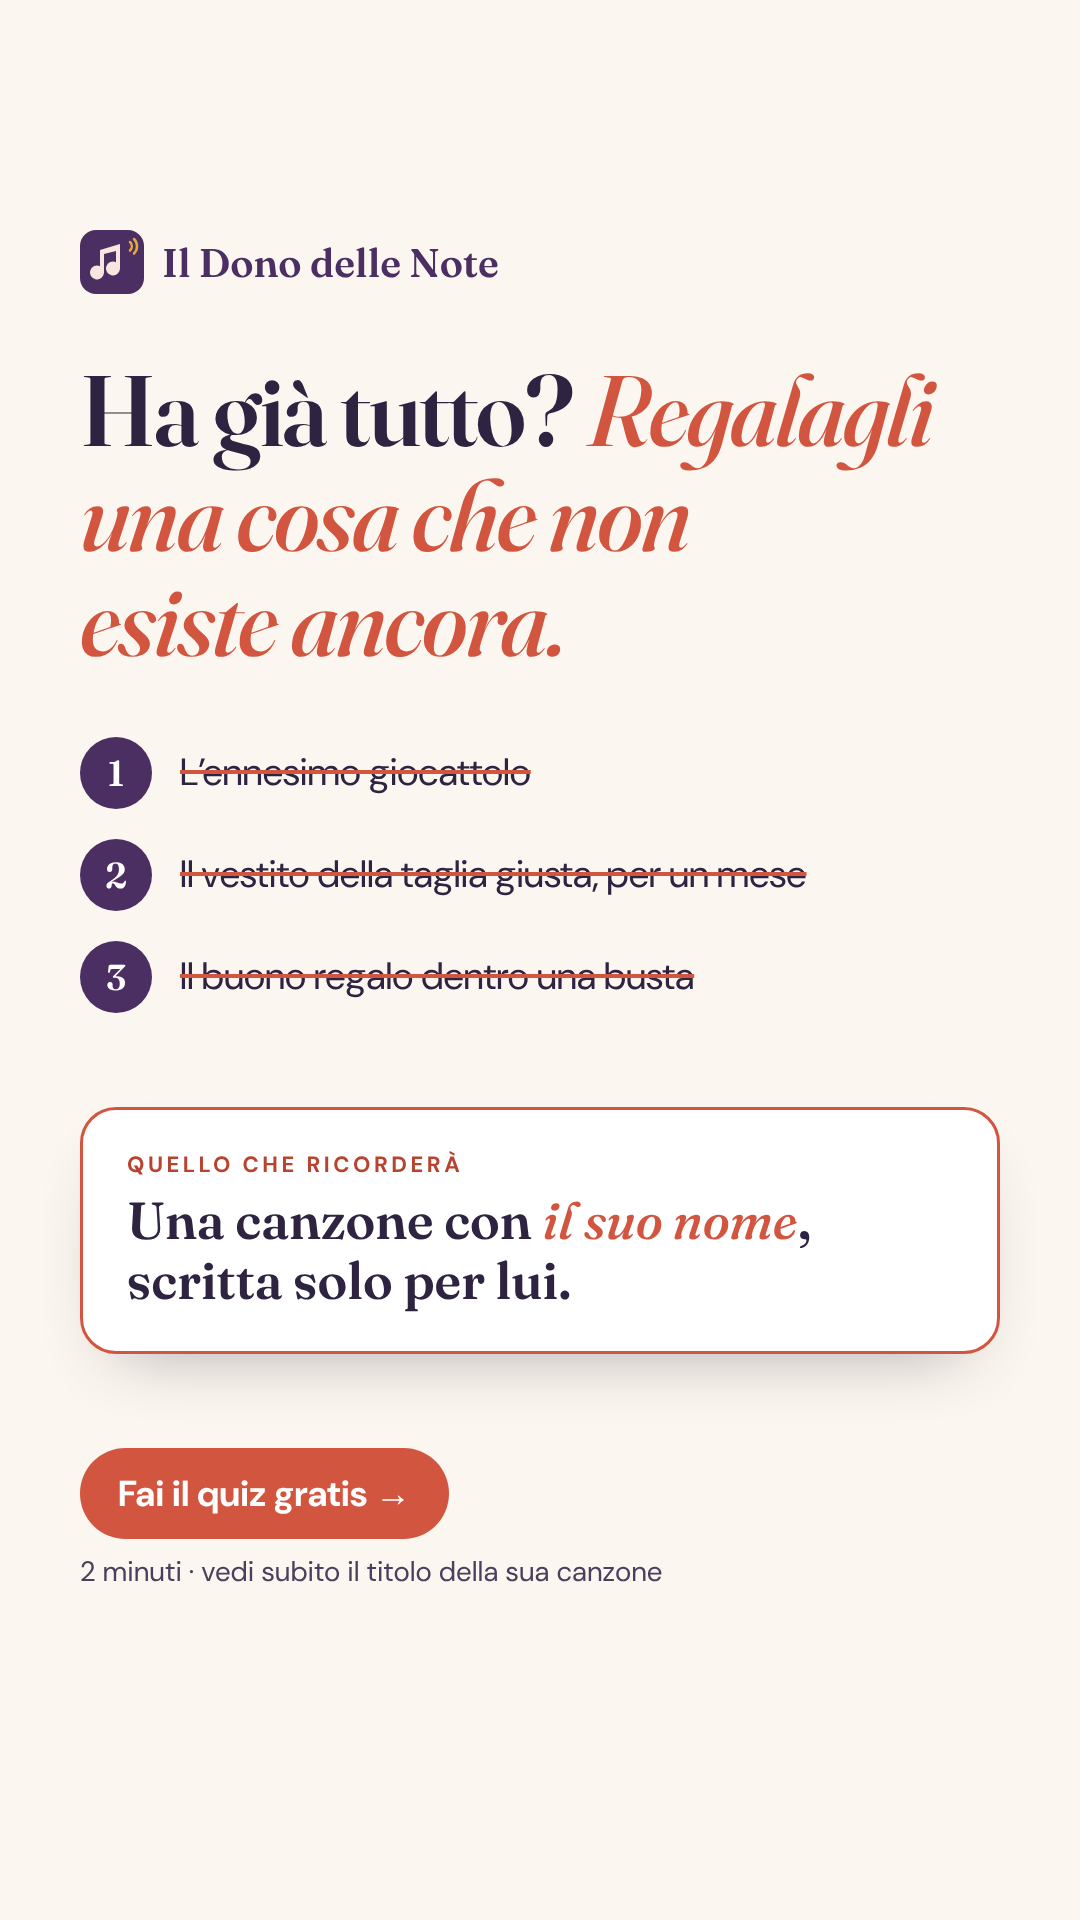 Il Dono delle Note
Ha già tutto? Regalagli
una cosa che non
esiste ancora.
1 L'ennesimo giocattolo
2 Il vestito della taglia giusta, per un mese
3 Il buono regalo dentro una busta
QUELLO CHE RICORDERÀ
Una canzone con il suo nome,
scritta solo per lui.
Fai il quiz gratis →
2 minuti · vedi subito il titolo della sua canzone